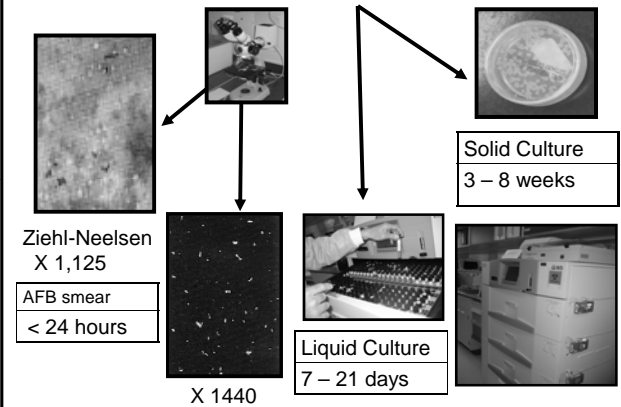 Solid Culture
3 – 8 weeks
Ziehl-Neelsen
X 1,125
AFB smear
< 24 hours
Liquid Culture
7 – 21 days
X 1440